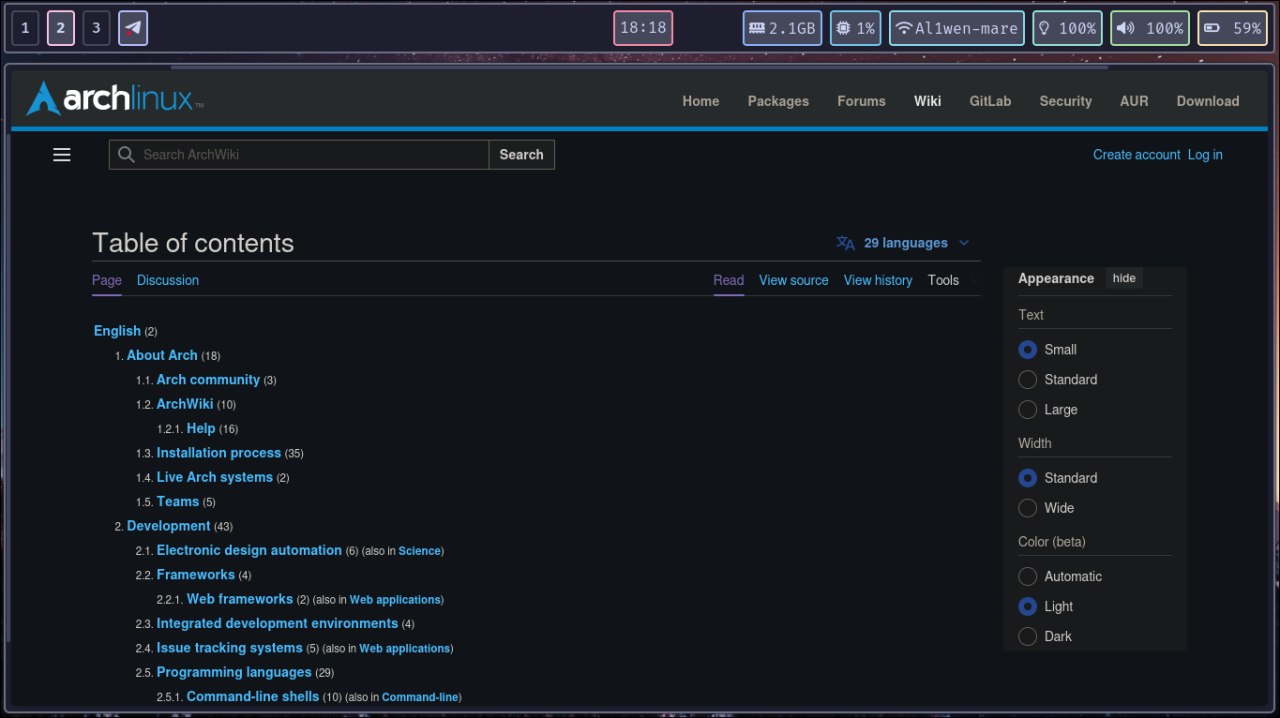 1 2 3 18:18 2.1GB 1% Al1wen-mare 100% 100% 59%
archlinux™ Home Packages Forums Wiki GitLab Security AUR Download
Search ArchWiki Search Create account Log in
Table of contents 29 languages
Page Discussion Read View source View history Tools
Appearance hide
Text
Small
Standard
Large
Width
Standard
Wide
Color (beta)
Automatic
Light
Dark
English (2)
1. About Arch (18)
1.1. Arch community (3)
1.2. ArchWiki (10)
1.2.1. Help (16)
1.3. Installation process (35)
1.4. Live Arch systems (2)
1.5. Teams (5)
2. Development (43)
2.1. Electronic design automation (6) (also in Science)
2.2. Frameworks (4)
2.2.1. Web frameworks (2) (also in Web applications)
2.3. Integrated development environments (4)
2.4. Issue tracking systems (5) (also in Web applications)
2.5. Programming languages (29)
2.5.1. Command-line shells (10) (also in Command-line)